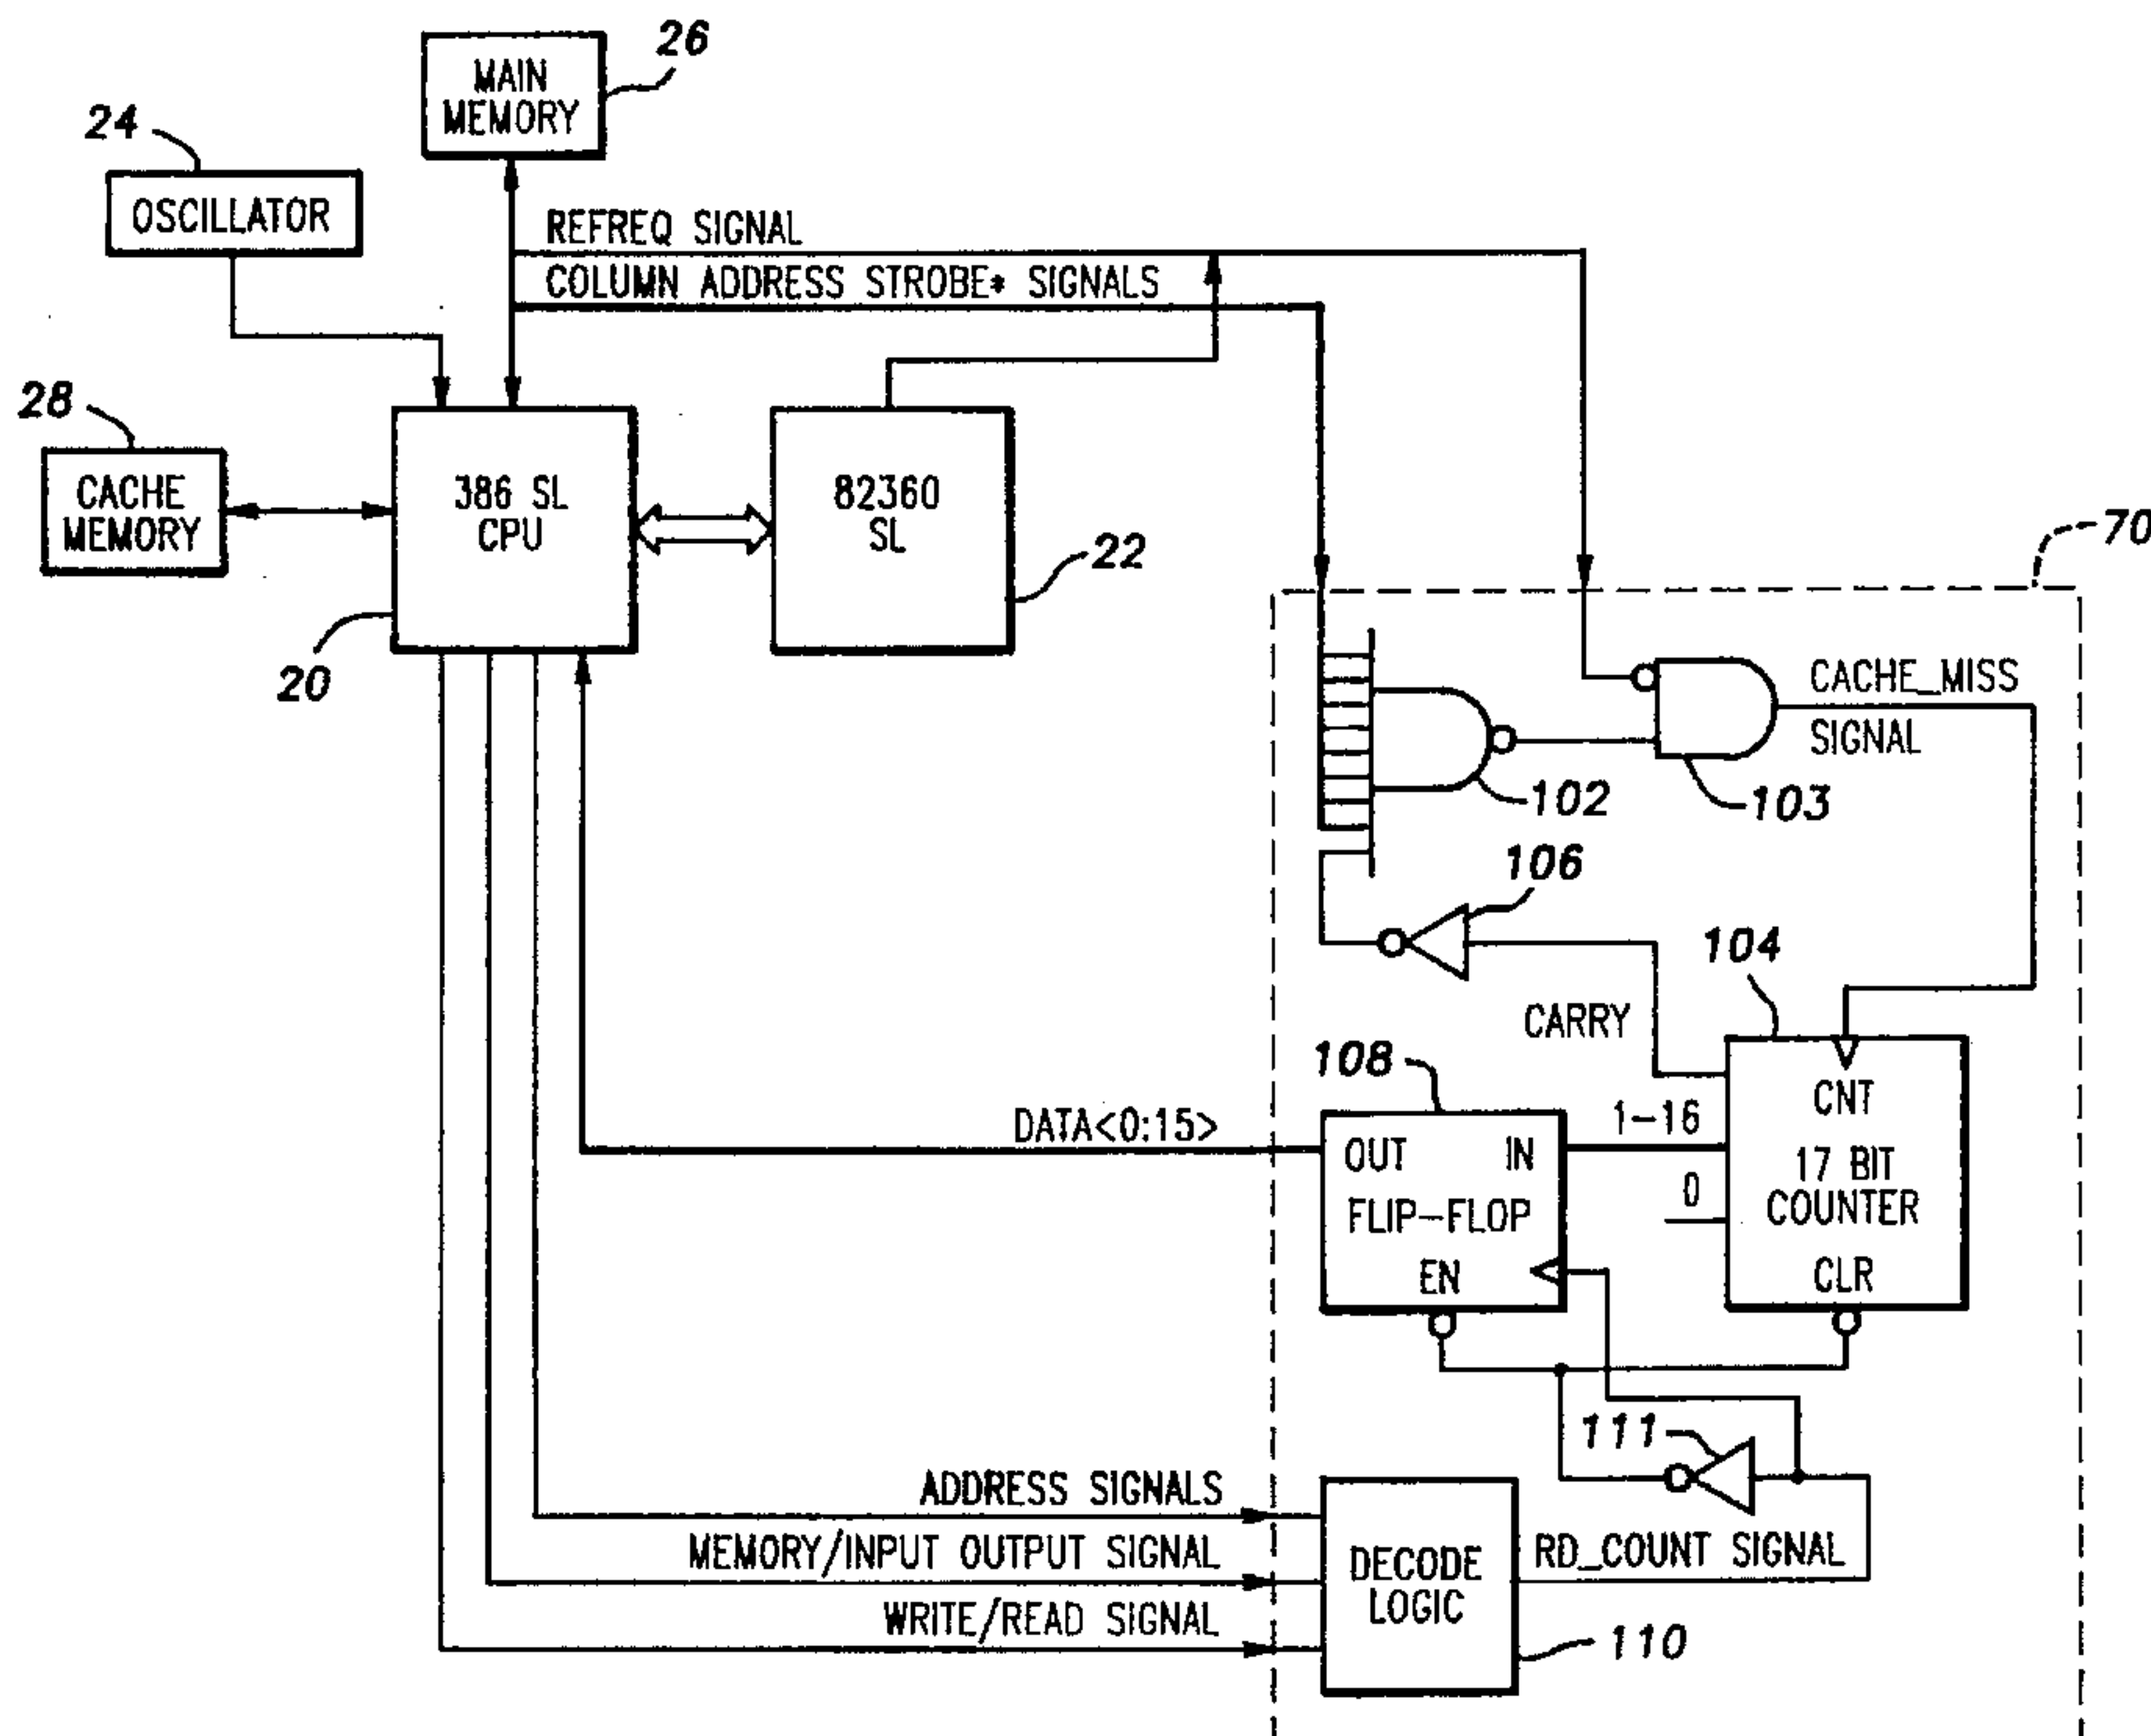 26
MAIN
MEMORY
24
OSCILLATOR
REFREQ SIGNAL
COLUMN ADDRESS STROBE* SIGNALS
28
CACHE
MEMORY
386 SL
CPU
82360
SL
22
20
70
CACHE_MISS
SIGNAL
102
103
106
104
CARRY
108
CNT
1-16
17 BIT
COUNTER
0
CLR
DATA<0:15>
OUT IN
FLIP-FLOP
EN
111
ADDRESS SIGNALS
MEMORY/INPUT OUTPUT SIGNAL
WRITE/READ SIGNAL
DECODE
LOGIC
RD_COUNT SIGNAL
110